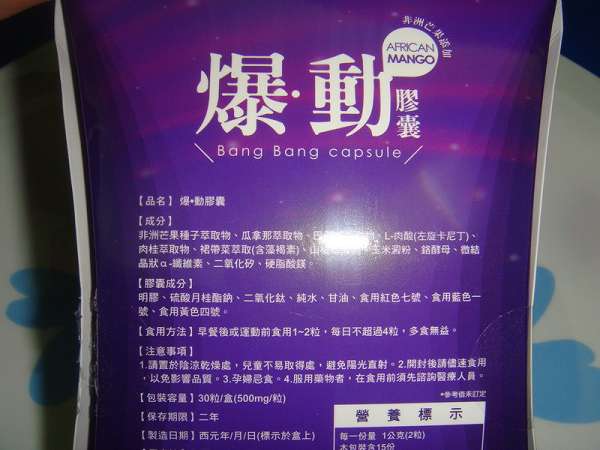 非洲芒果添加
AFRICAN
MANGO
爆·動膠囊
Bang Bang capsule
【品名】爆•動膠囊
【成分】
非洲芒果種子萃取物、瓜拿那萃取物、物、L-肉酸(左旋卡尼丁)、
肉桂萃取物、裙帶菜萃取(含藻褐素)、山玉米澱粉、鉻酵母、微結
晶狀α-纖維素、二氧化矽、硬脂酸鎂。
【膠囊成分】
明膠、硫酸月桂酯鈉、二氧化鈦、純水、甘油、食用紅色七號、食用藍色一
號、食用黃色四號。
【食用方法】早餐後或運動前食用1~2粒，每日不超過4粒，多食無益。
【注意事項】
1.請置於陰涼乾燥處，兒童不易取得處，避免陽光直射。2.開封後請儘速食用
，以免影響品質。3.孕婦忌食。4.服用藥物者，在食用前須先諮詢醫療人員。
【包裝容量】30粒/盒(500mg/粒)
【保存期限】二年
【製造日期】西元年/月/日(標示於盒上)
•參考值未訂定
營養標示
每一份量 1公克(2粒)
本包裝含15份